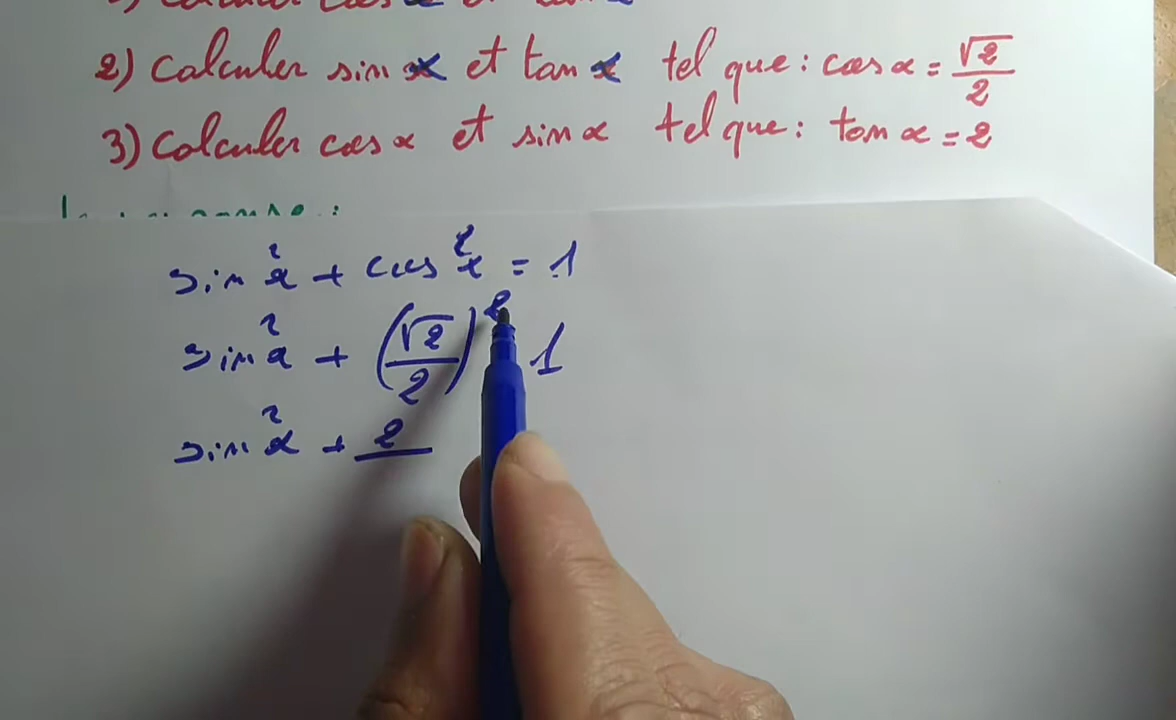 2) Calculer sin α et tan α tel que : cos α = √2/2
3) Calculer cos α et sin α tel que : tan α = 2
sin²α + cos²α = 1
sin²α + (√2/2)² 1
sin²α + 2